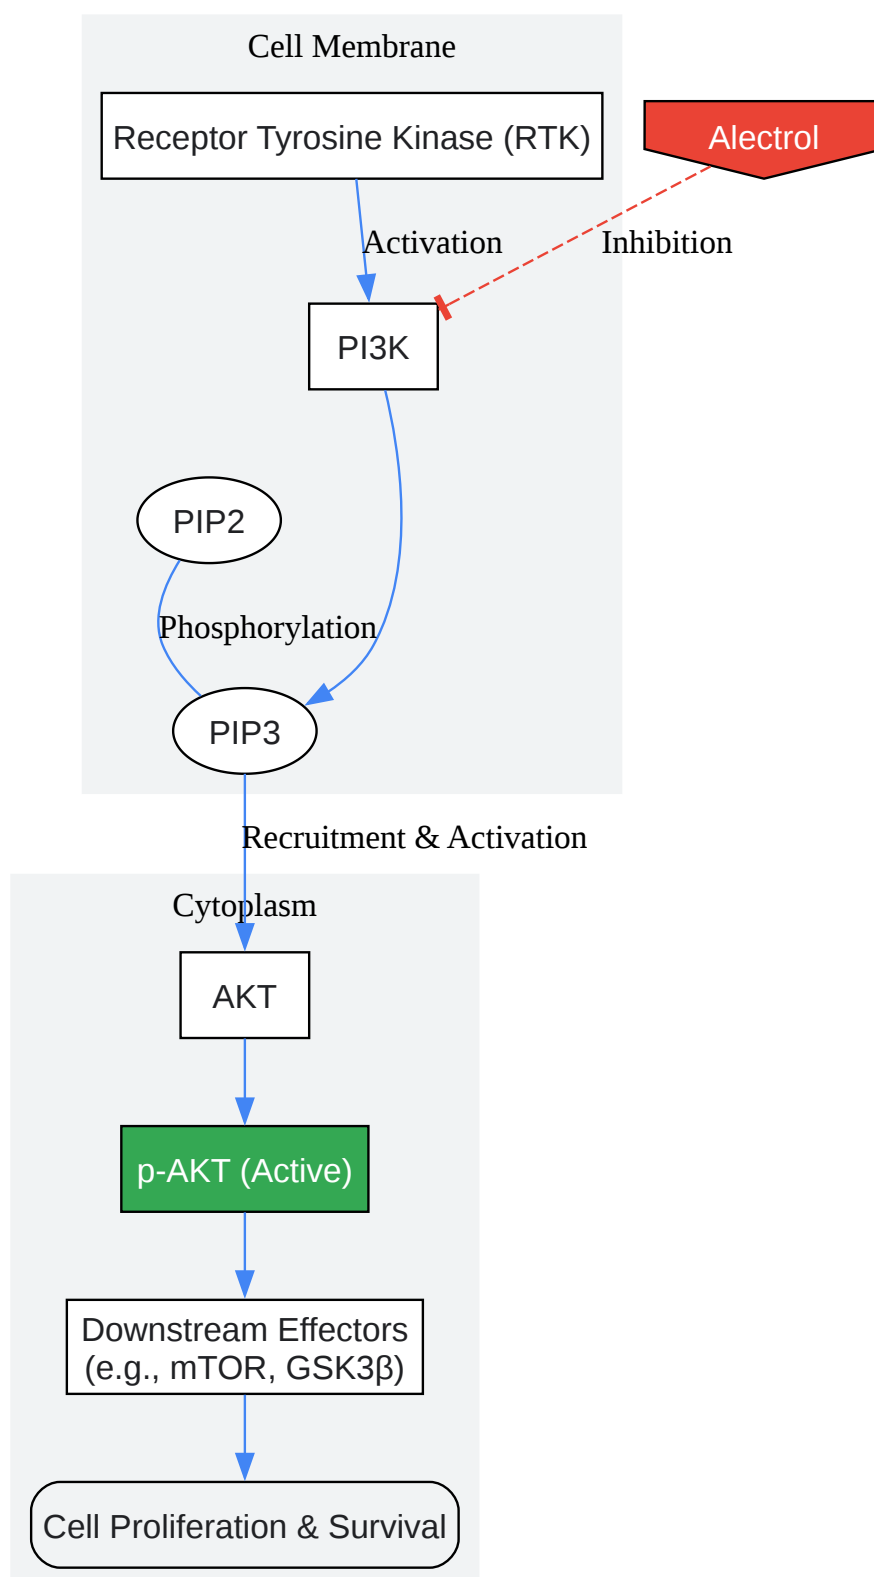 Cell Membrane
Receptor Tyrosine Kinase (RTK)
Alectrol
Activation
Inhibition
PI3K
PIP2
Phosphorylation
PIP3
Recruitment & Activation
Cytoplasm
AKT
p-AKT (Active)
Downstream Effectors
(e.g., mTOR, GSK3β)
Cell Proliferation & Survival